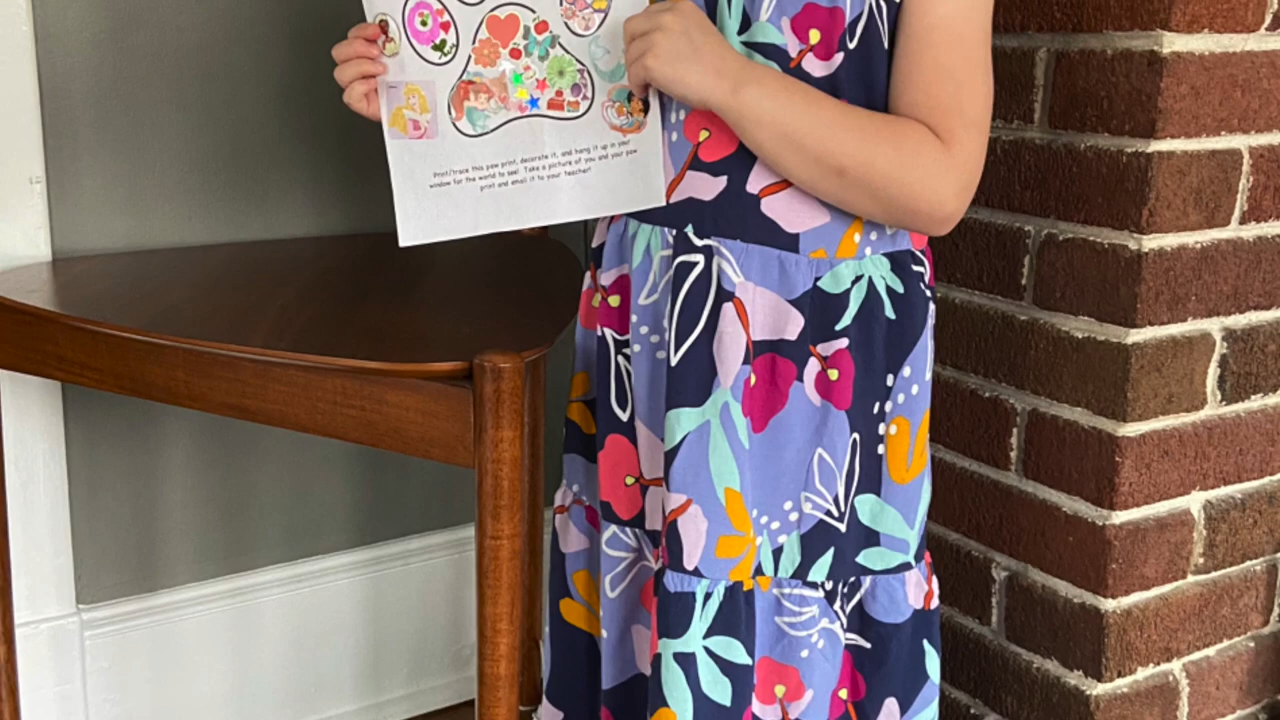 Print/trace this paw print, decorate it, and hang it up in your
window for the world to see! Take a picture of you and your paw
print and email it to your teacher!